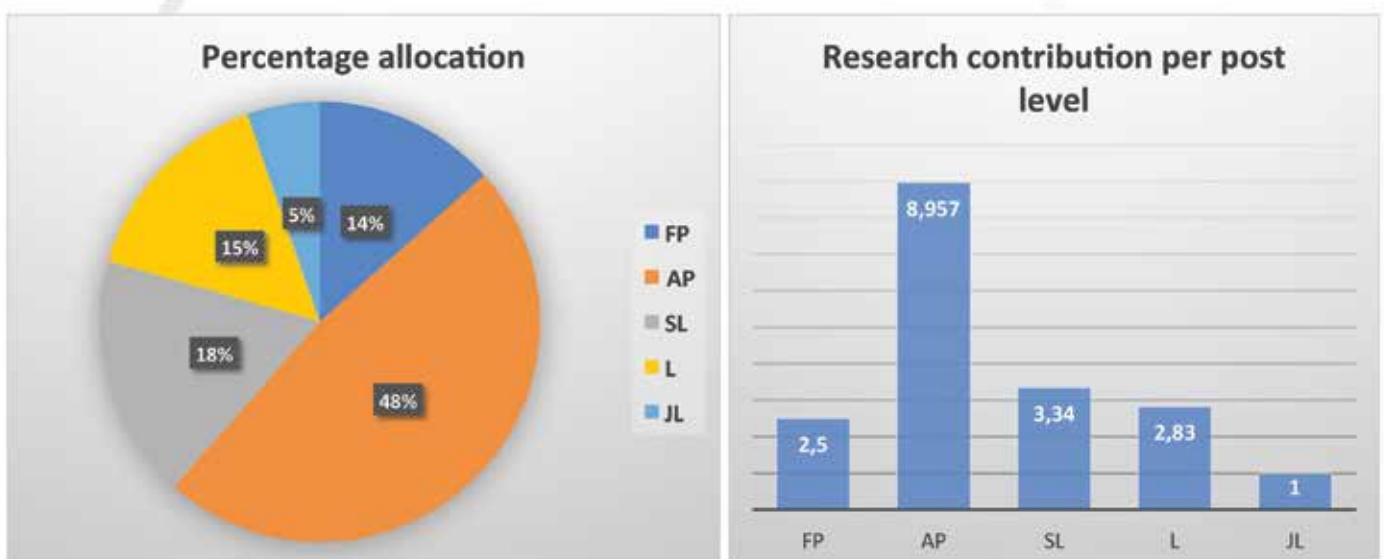 Percentage allocation
5%
14%
15%
18%
48%
FP
AP
SL
L
JL
Research contribution per post
level
8,957
2,5
3,34
2,83
1
FP AP SL L JL